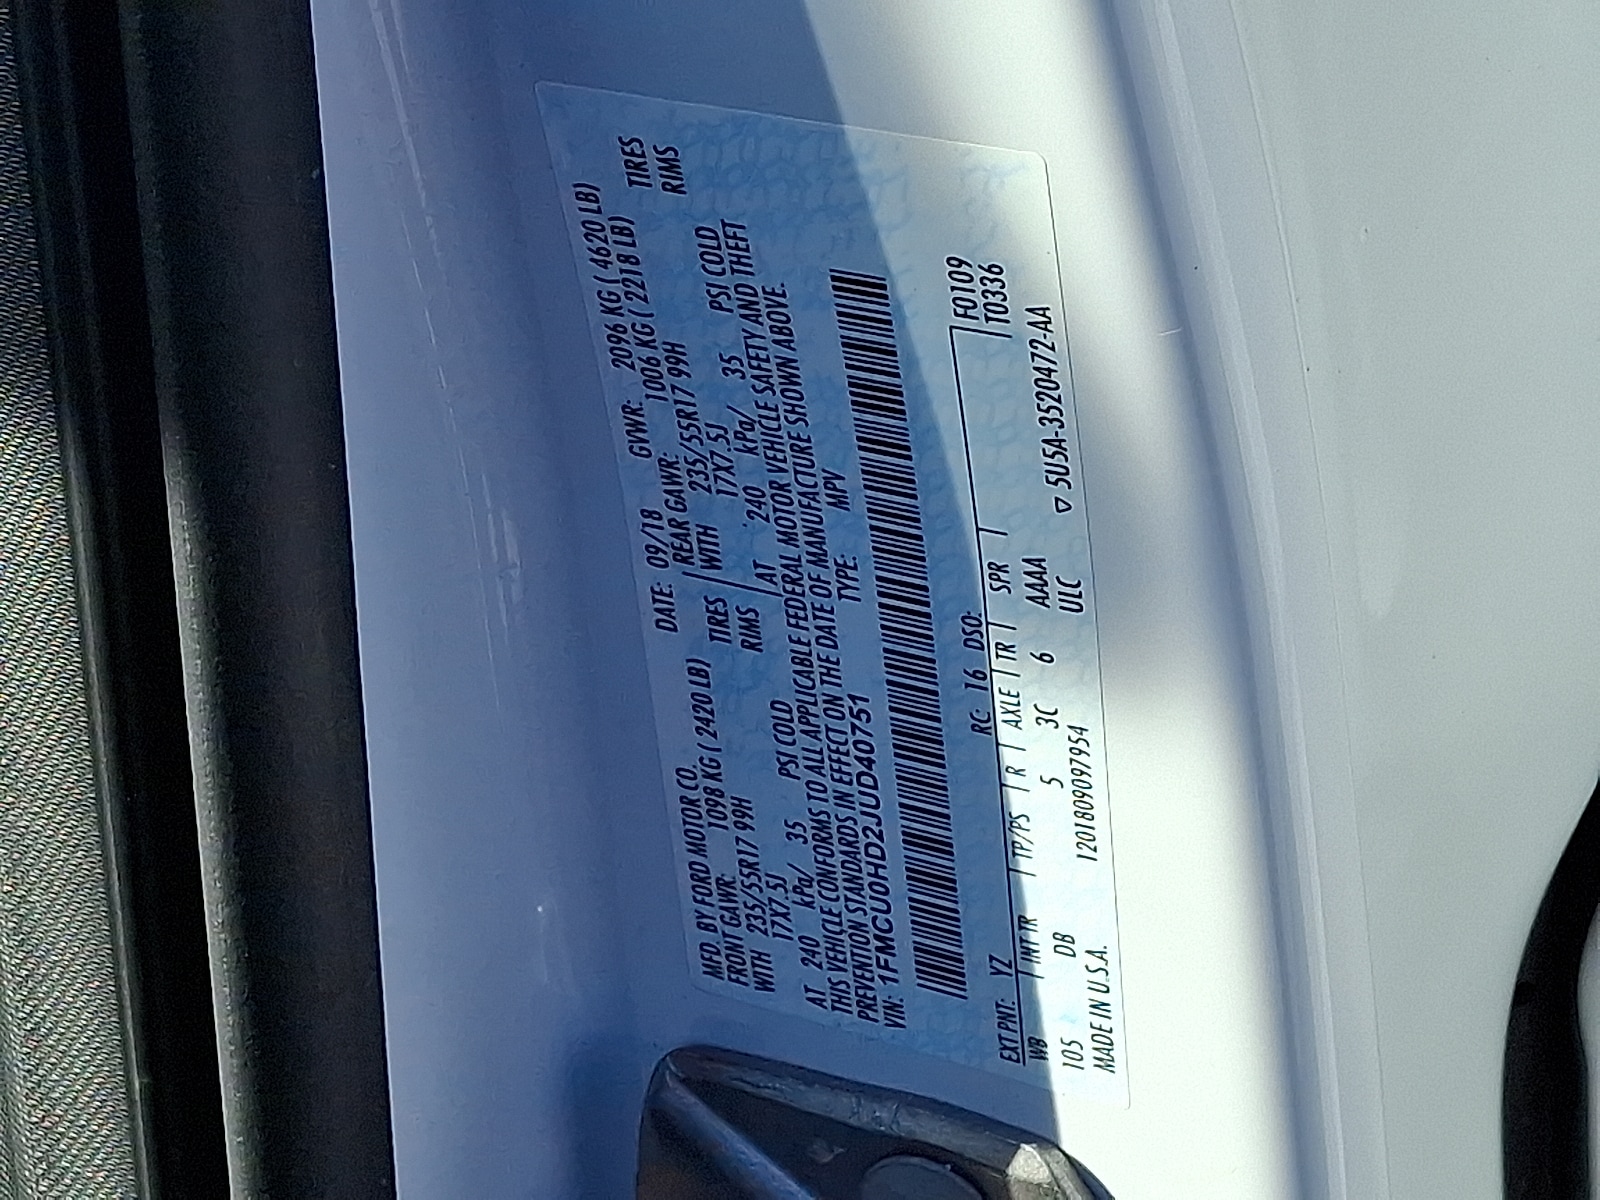 MFD. BY FORD MOTOR CO.
DATE: 09/18 GVWR: 2096 KG ( 4620 LB)
FRONT GAWR: 1098 KG ( 2420 LB) REAR GAWR: 1006 KG ( 2218 LB)
WITH 235/55R17 99H TIRES WITH 235/55R17 99H TIRES
17X7.5J RIMS 17X7.5J RIMS
AT 240 kPa/ 35 PSI COLD AT 240 kPa/ 35 PSI COLD
THIS VEHICLE CONFORMS TO ALL APPLICABLE FEDERAL MOTOR VEHICLE SAFETY AND THEFT
PREVENTION STANDARDS IN EFFECT ON THE DATE OF MANUFACTURE SHOWN ABOVE.
VIN: 1FMCU0HD2JUD40751 TYPE: MPV
EXT PNT: YZ RC: 16 DSO: F0109
WB INT TR TP/PS R AXLE TR SPR T0336
105 DB 5 3C 6 AAAA
MADE IN U.S.A. 120180909​7954 ULC ▽ 5U5A-3520472-AA